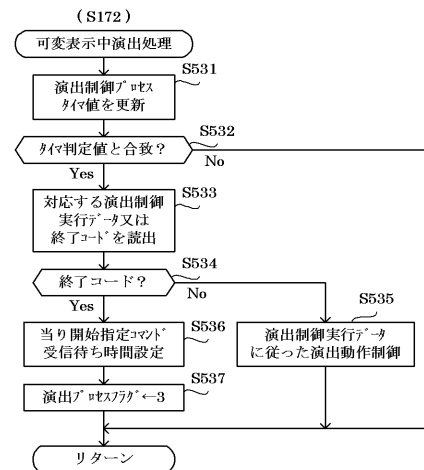 (S172)
可変表示中演出処理
S531
演出制御ﾌﾟﾛｾｽ
ﾀｲﾏ値を更新
S532
ﾀｲﾏ判定値と合致?
No
Yes
S533
対応する演出制御
実行ﾃﾞｰﾀ又は
終了ｺｰﾄﾞを読出
S534
終了コード?
No
Yes
S535
演出制御実行ﾃﾞｰﾀ
に従った演出動作制御
S536
当り開始指定ｺﾏﾝﾄﾞ
受信待ち時間設定
S537
演出ﾌﾟﾛｾｽﾌﾗｸﾞ←3
リターン